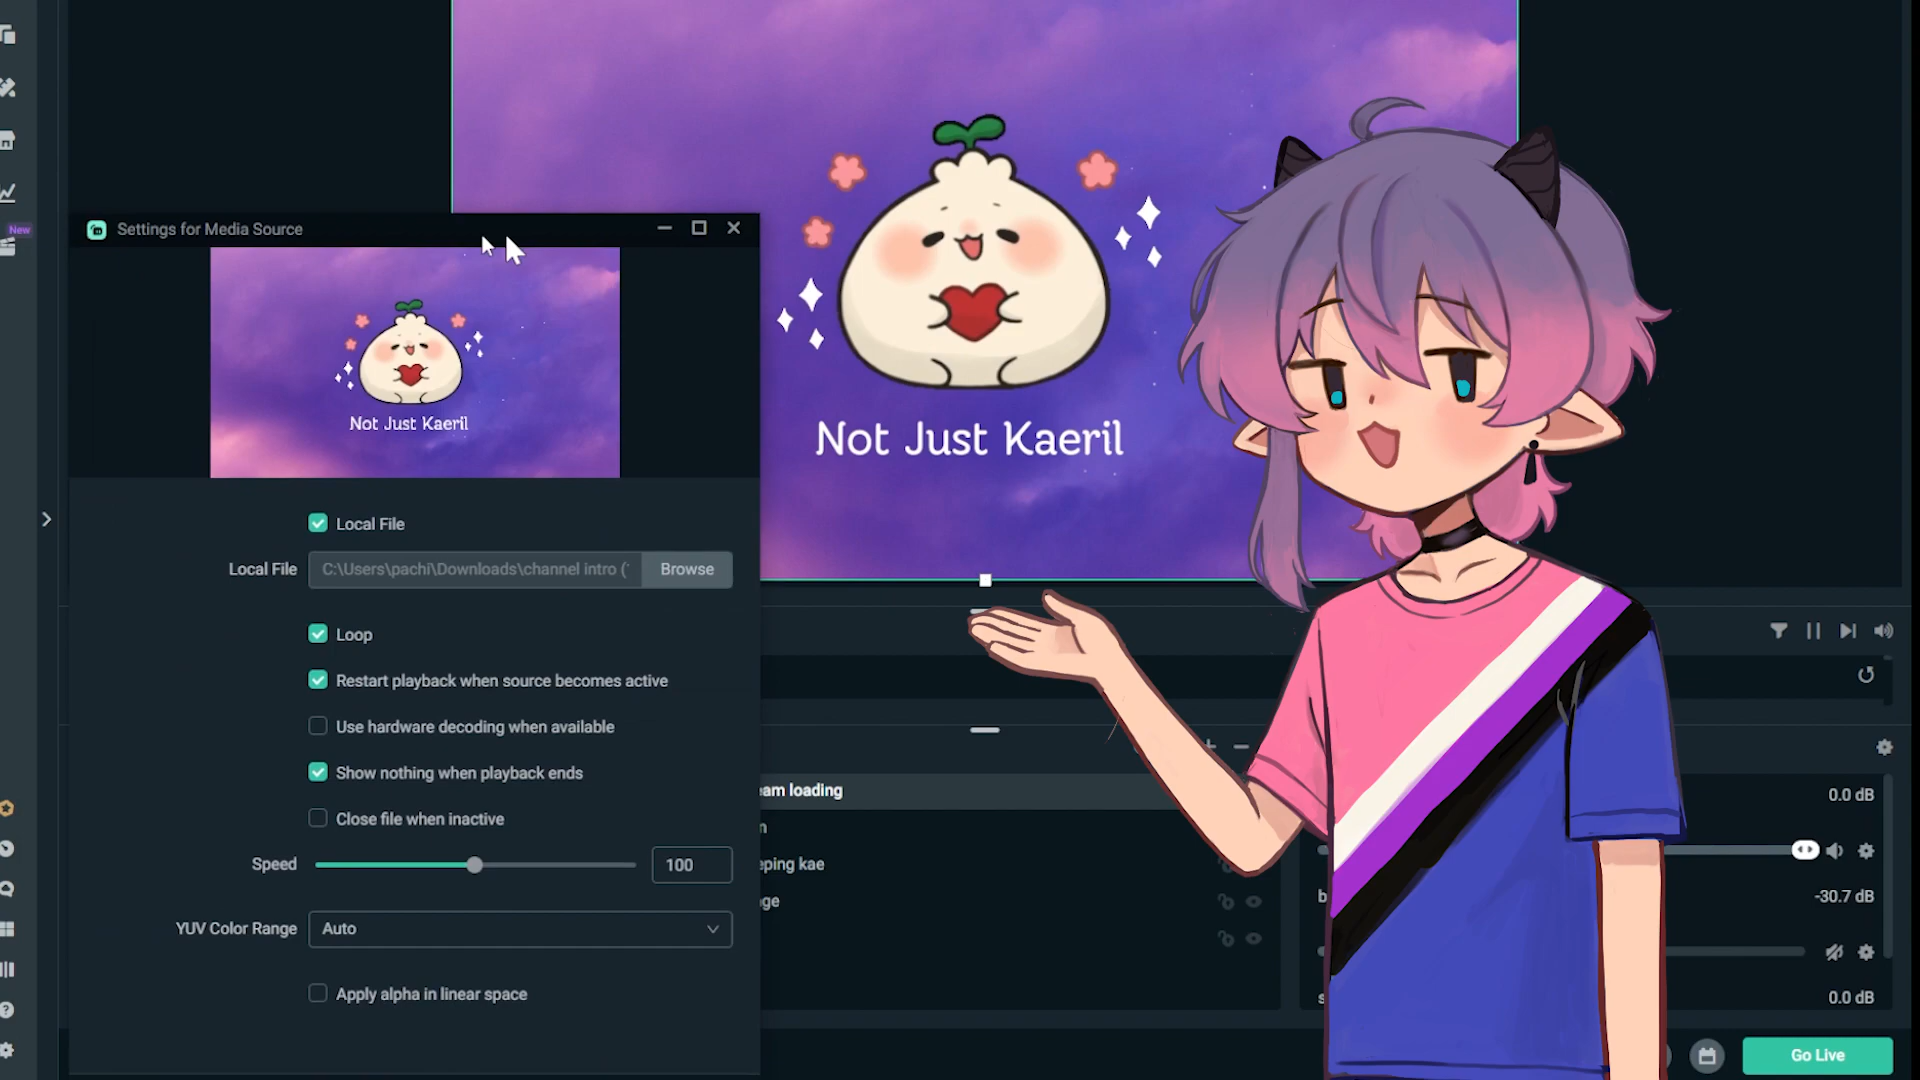 New
Settings for Media Source
Not Just Kaeril
Not Just Kaeril
Local File
Local File
C:\Users\pachi\Downloads\channel intro (
Browse
Loop
Restart playback when source becomes active
Use hardware decoding when available
Show nothing when playback ends
Close file when inactive
Speed
100
YUV Color Range
Auto
Apply alpha in linear space
loading
kae
0.0 dB
-30.7 dB
0.0 dB
Go Live